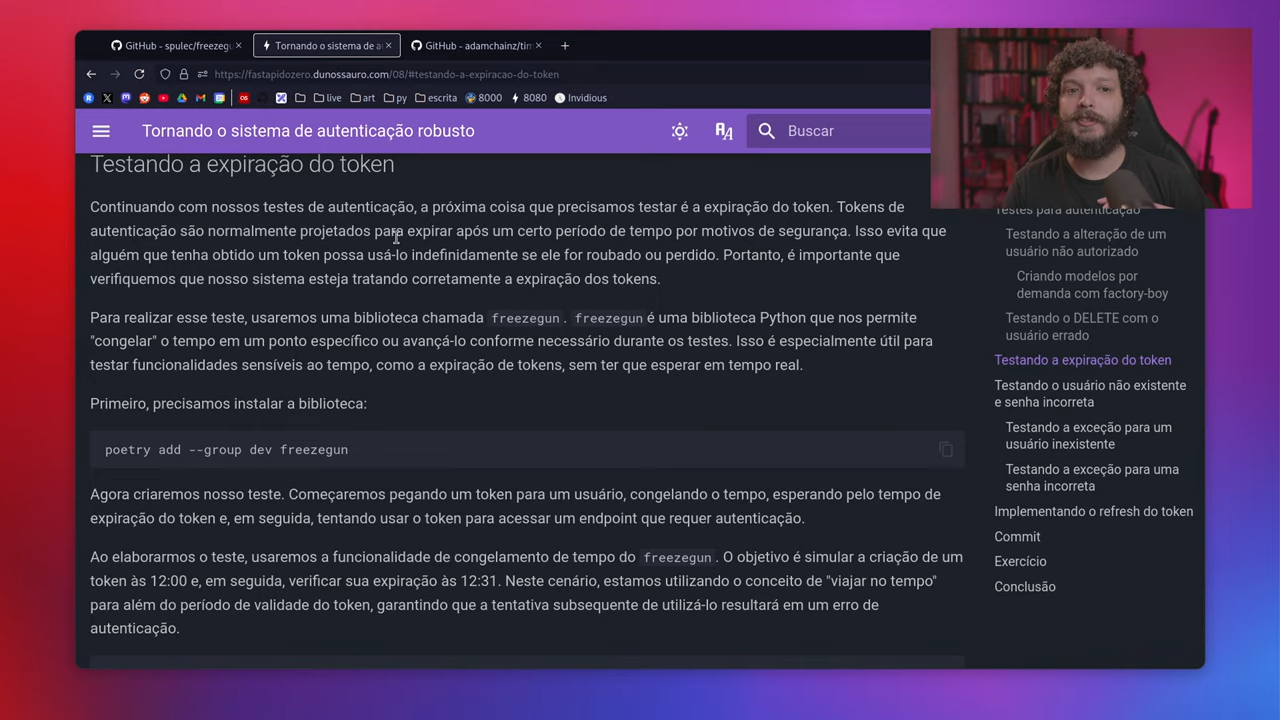 GitHub - spulec/freezegu
Tornando o sistema de a
GitHub - adamchainz/tim
https://fastapidozero.dunossauro.com/08/#testando-a-expiracao-do-token
live
art
py
escrita
8000
8080
Invidious
Tornando o sistema de autenticação robusto
Buscar
Testando a expiração do token
Continuando com nossos testes de autenticação, a próxima coisa que precisamos testar é a expiração do token. Tokens de
autenticação são normalmente projetados para expirar após um certo período de tempo por motivos de segurança. Isso evita que
alguém que tenha obtido um token possa usá-lo indefinidamente se ele for roubado ou perdido. Portanto, é importante que
verifiquemos que nosso sistema esteja tratando corretamente a expiração dos tokens.
Para realizar esse teste, usaremos uma biblioteca chamada freezegun. freezegun é uma biblioteca Python que nos permite
"congelar" o tempo em um ponto específico ou avançá-lo conforme necessário durante os testes. Isso é especialmente útil para
testar funcionalidades sensíveis ao tempo, como a expiração de tokens, sem ter que esperar em tempo real.
Primeiro, precisamos instalar a biblioteca:
poetry add --group dev freezegun
Agora criaremos nosso teste. Começaremos pegando um token para um usuário, congelando o tempo, esperando pelo tempo de
expiração do token e, em seguida, tentando usar o token para acessar um endpoint que requer autenticação.
Ao elaborarmos o teste, usaremos a funcionalidade de congelamento de tempo do freezegun. O objetivo é simular a criação de um
token às 12:00 e, em seguida, verificar sua expiração às 12:31. Neste cenário, estamos utilizando o conceito de "viajar no tempo"
para além do período de validade do token, garantindo que a tentativa subsequente de utilizá-lo resultará em um erro de
autenticação.
Testes para autenticação
Testando a alteração de um
usuário não autorizado
Criando modelos por
demanda com factory-boy
Testando o DELETE com o
usuário errado
Testando a expiração do token
Testando o usuário não existente
e senha incorreta
Testando a exceção para um
usuário inexistente
Testando a exceção para uma
senha incorreta
Implementando o refresh do token
Commit
Exercício
Conclusão